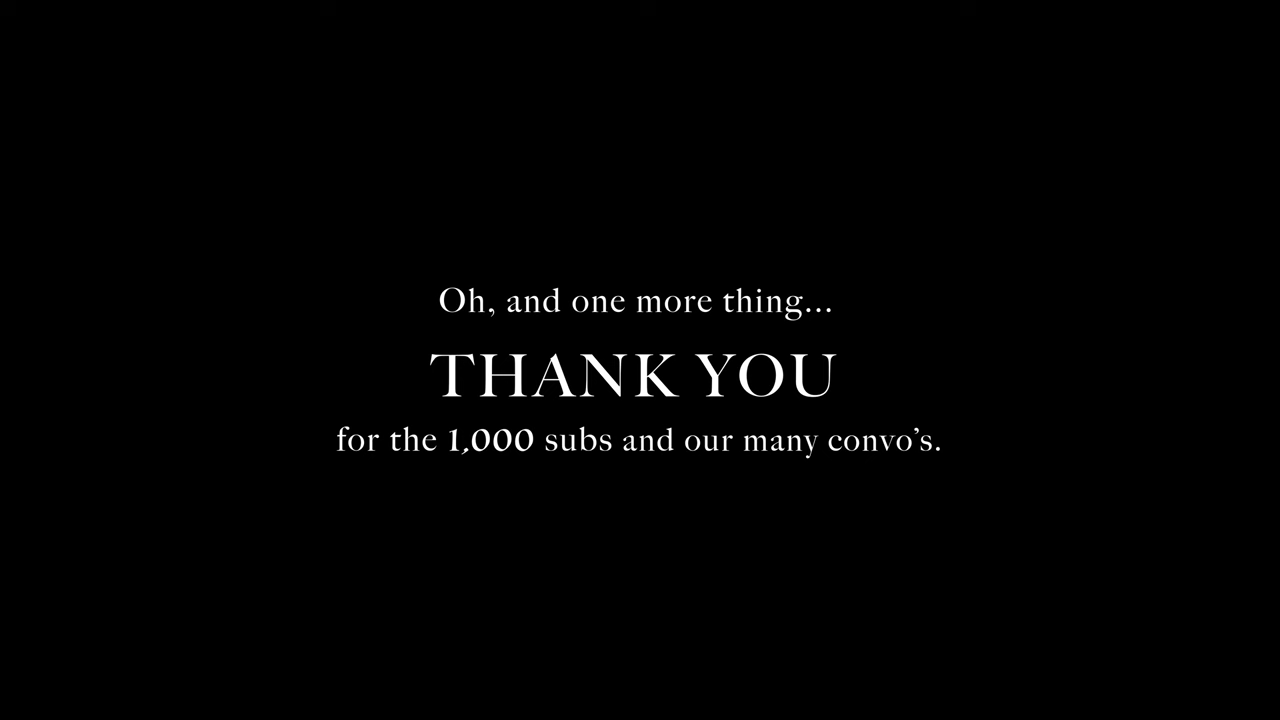 Oh, and one more thing...
THANK YOU
for the 1,000 subs and our many convo’s.